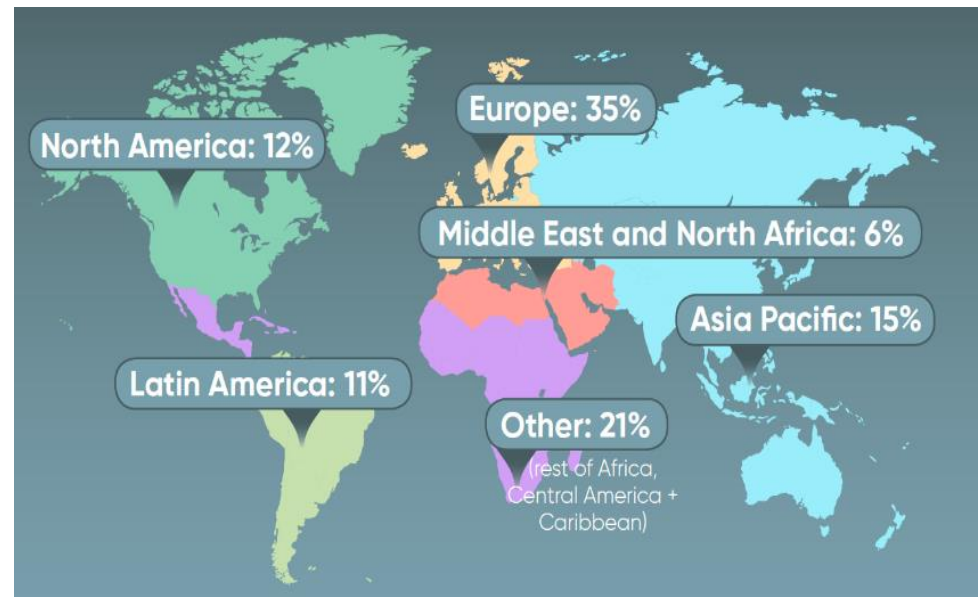 Europe: 35%
North America: 12%
Middle East and North Africa: 6%
Asia Pacific: 15%
Latin America: 11%
Other: 21%
(rest of Africa,
Central America +
Caribbean)